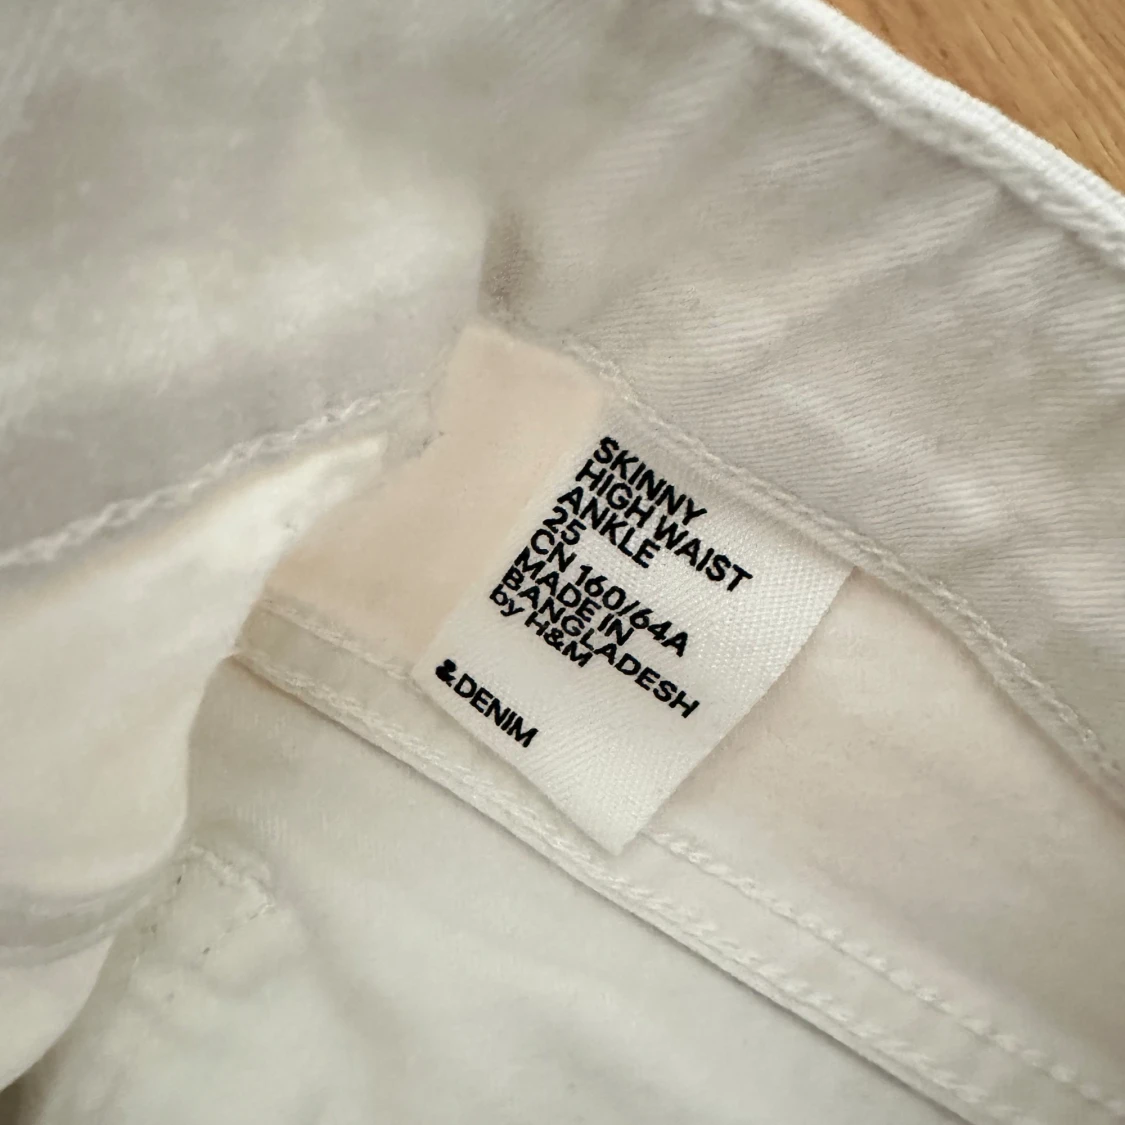 SKINNY
HIGH WAIST
ANKLE
25
CN 160/64A
MADE IN
BANGLADESH
by H&M
&DENIM